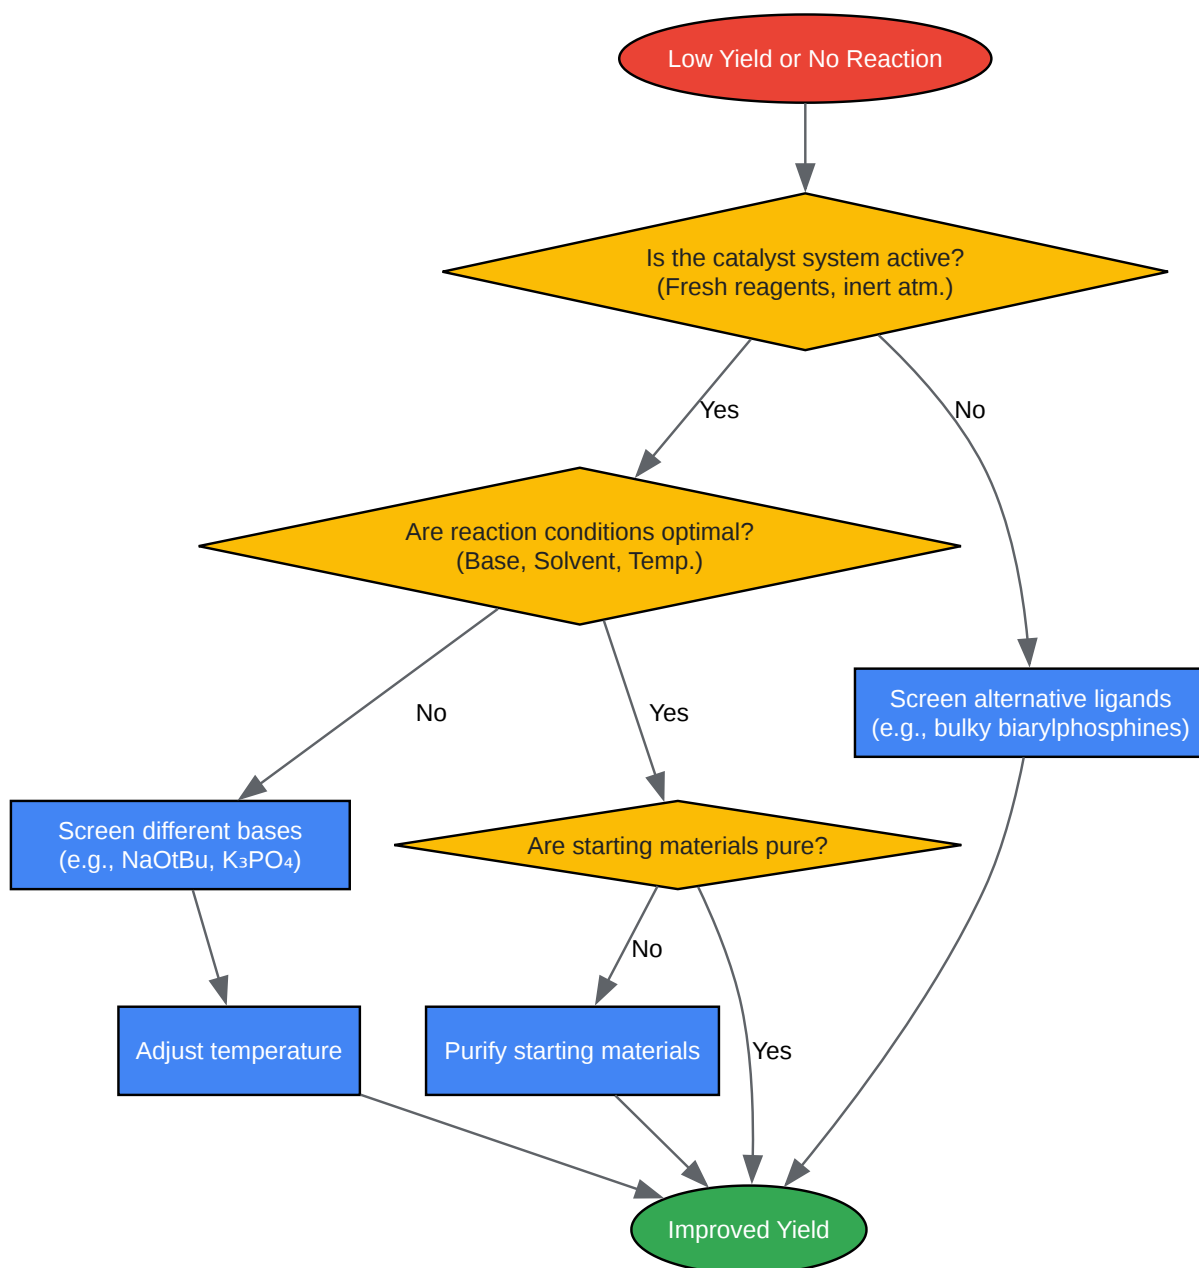 Low Yield or No Reaction
Is the catalyst system active?
(Fresh reagents, inert atm.)
Yes
No
Are reaction conditions optimal?
(Base, Solvent, Temp.)
No
Yes
Screen alternative ligands
(e.g., bulky biarylphosphines)
Screen different bases
(e.g., NaOtBu, K₃PO₄)
Are starting materials pure?
No
Yes
Adjust temperature
Purify starting materials
Improved Yield